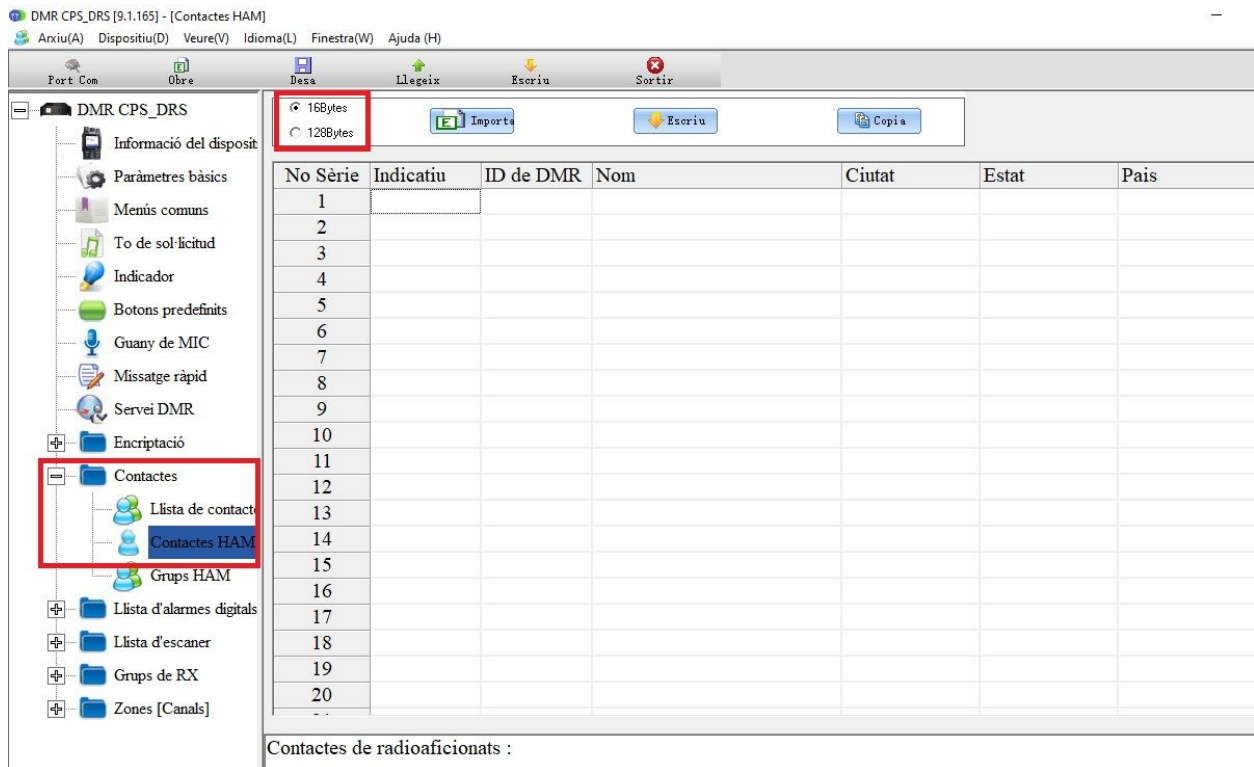 DMR CPS_DRS [9.1.165] - [Contactes HAM]
Arxiu(A) Dispositiu(D) Veure(V) Idioma(L) Finestra(W) Ajuda (H)
Port Com Obre Desa Llegeix Escriu Sortir
DMR CPS_DRS
Informació del disposit
Paràmetres bàsics
Menús comuns
To de sol·licitud
Indicador
Botons predefinits
Guany de MIC
Missatge ràpid
Servei DMR
Encriptació
Contactes
Llista de contacte
Contactes HAM
Grups HAM
Llista d'alarmes digitals
Llista d'escaner
Grups de RX
Zones [Canals]
16Bytes
128Bytes
Importa Escriu Copia
No Sèrie Indicatiu ID de DMR Nom Ciutat Estat Pais
1
2
3
4
5
6
7
8
9
10
11
12
13
14
15
16
17
18
19
20
Contactes de radioaficionats :